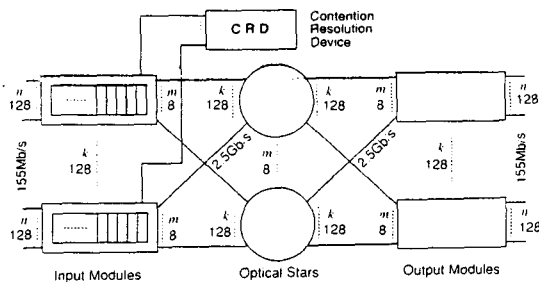 C R D
Contention
Resolution
Device
n
128
m
8
k
128
k
128
m
8
n
128
155Mb/s
k
128
2.5Gb/s
m
8
2.5Gb/s
k
128
155Mb/s
n
128
m
8
k
128
k
128
m
8
n
128
Input Modules
Optical Stars
Output Modules